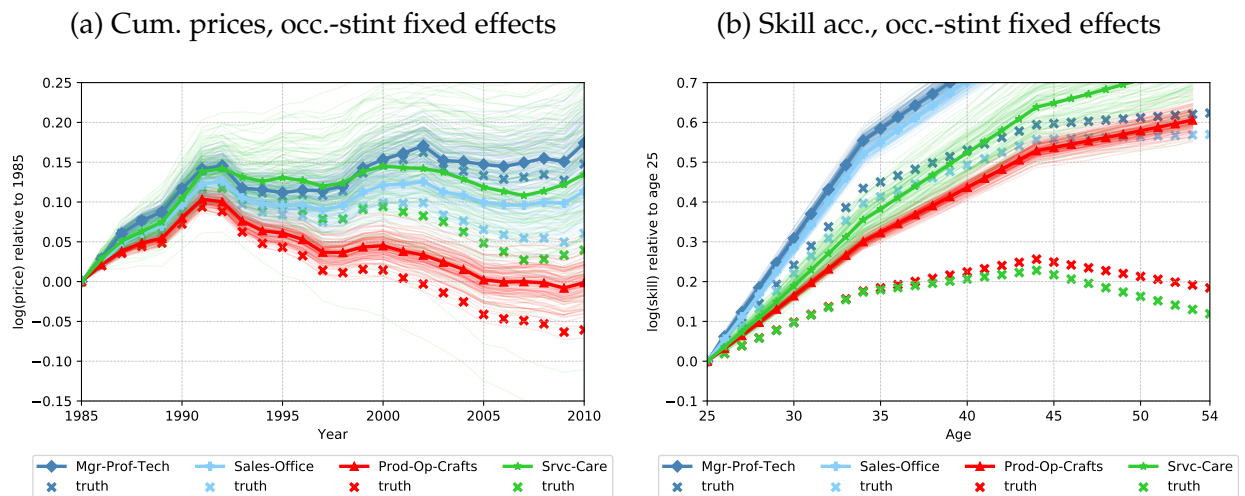 (a) Cum. prices, occ.-stint fixed effects
(b) Skill acc., occ.-stint fixed effects
log(price) relative to 1985
0.25
0.20
0.15
0.10
0.05
0.00
−0.05
−0.10
−0.15
1985 1990 1995 2000 2005 2010
Year
Mgr-Prof-Tech Sales-Office Prod-Op-Crafts Srvc-Care
truth truth truth truth
log(skill) relative to age 25
0.7
0.6
0.5
0.4
0.3
0.2
0.1
0.0
−0.1
25 30 35 40 45 50 54
Age
Mgr-Prof-Tech Sales-Office Prod-Op-Crafts Srvc-Care
truth truth truth truth